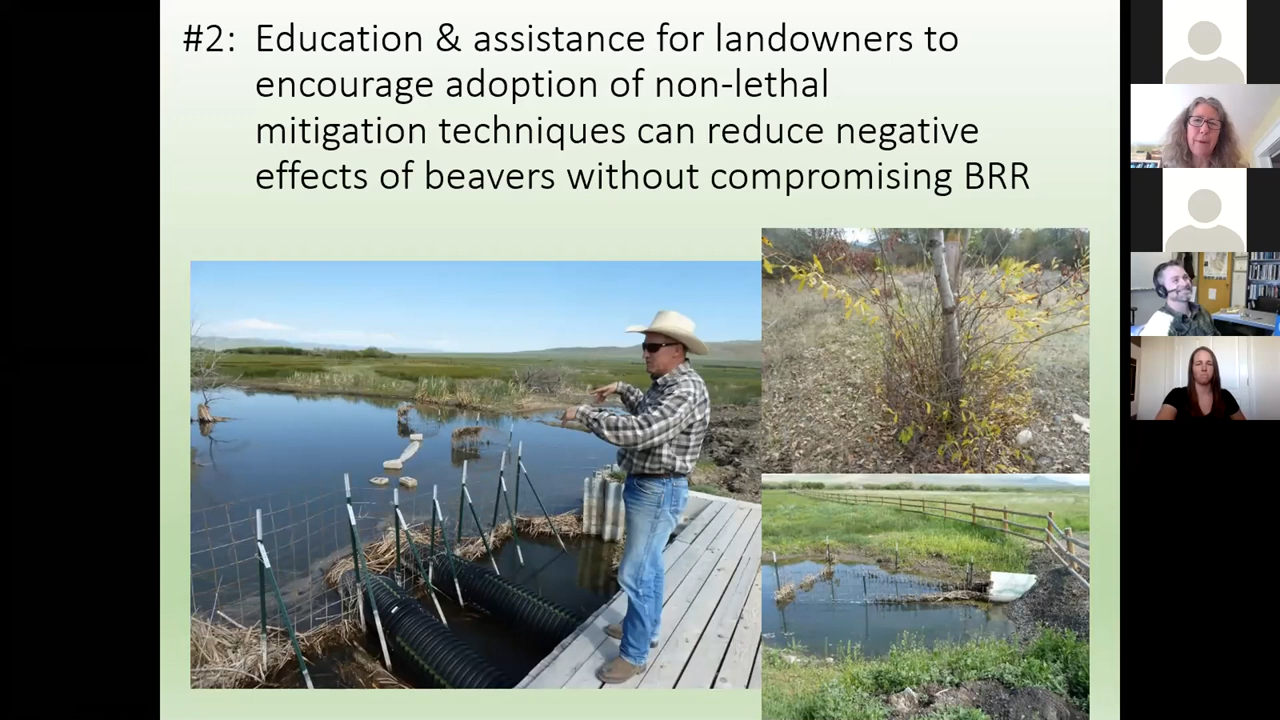 #2: Education & assistance for landowners to
encourage adoption of non-lethal
mitigation techniques can reduce negative
effects of beavers without compromising BRR